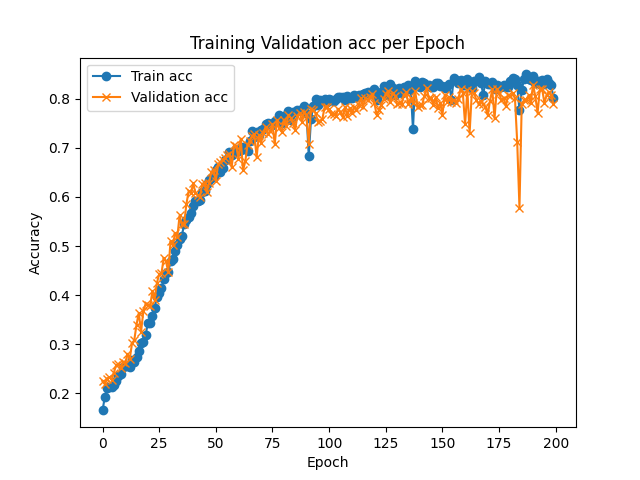 Training Validation acc per Epoch
Train acc
Validation acc
0.8
0.7
0.6
0.5
0.4
0.3
0.2
Accuracy
0 25 50 75 100 125 150 175 200
Epoch